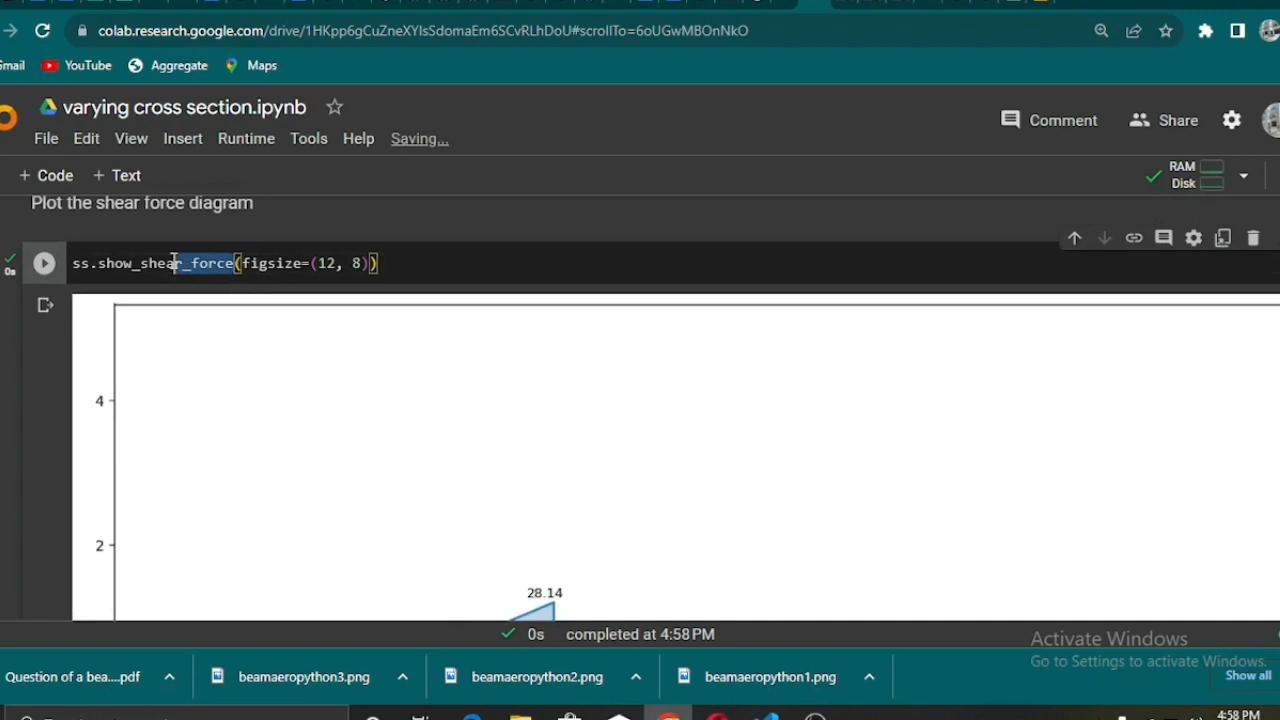 colab.research.google.com/drive/1HKpp6gCuZneXYIsSdomaEm6SCvRLhDoU#scrollTo=6oUGwMBOnNkO
Gmail YouTube Aggregate Maps
varying cross section.ipynb
Comment Share
File Edit View Insert Runtime Tools Help Saving...
+ Code + Text
RAM
Disk
Plot the shear force diagram
0s
ss.show_shear_force(figsize=(12, 8))
4
2
28.14
0s completed at 4:58 PM
Activate Windows
Go to Settings to activate Windows.
Question of a bea....pdf beamaeropython3.png beamaeropython2.png beamaeropython1.png Show all
4:58 PM